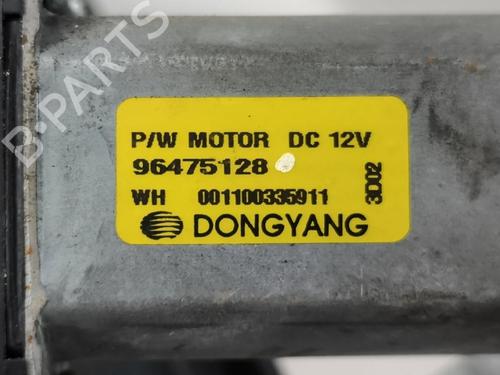 B-PARTS
P/W MOTOR DC 12V
96475128
WH 001100335911
3D02
DONGYANG